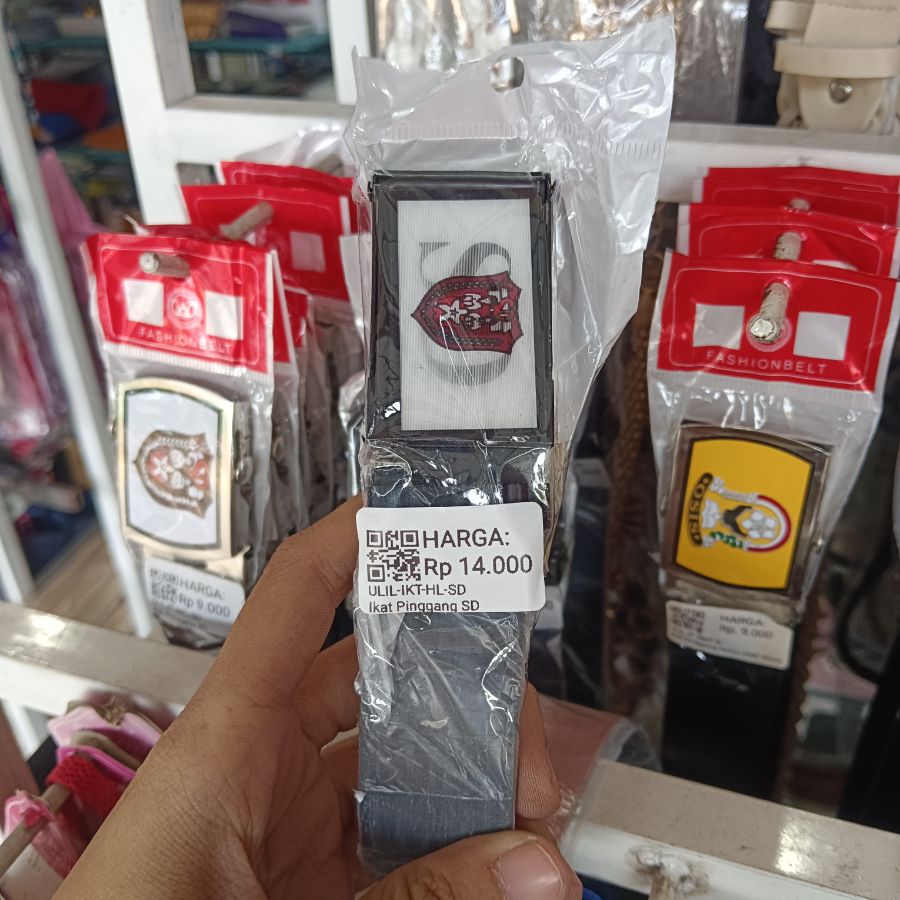 HARGA:
Rp 14.000
ULIL-IKT-HL-SD
Ikat Pinggang SD
FASHIONBELT
HARGA:
Rp 9.000
FASHIONBELT
OSIS
HARGA:
Rp. 9.000